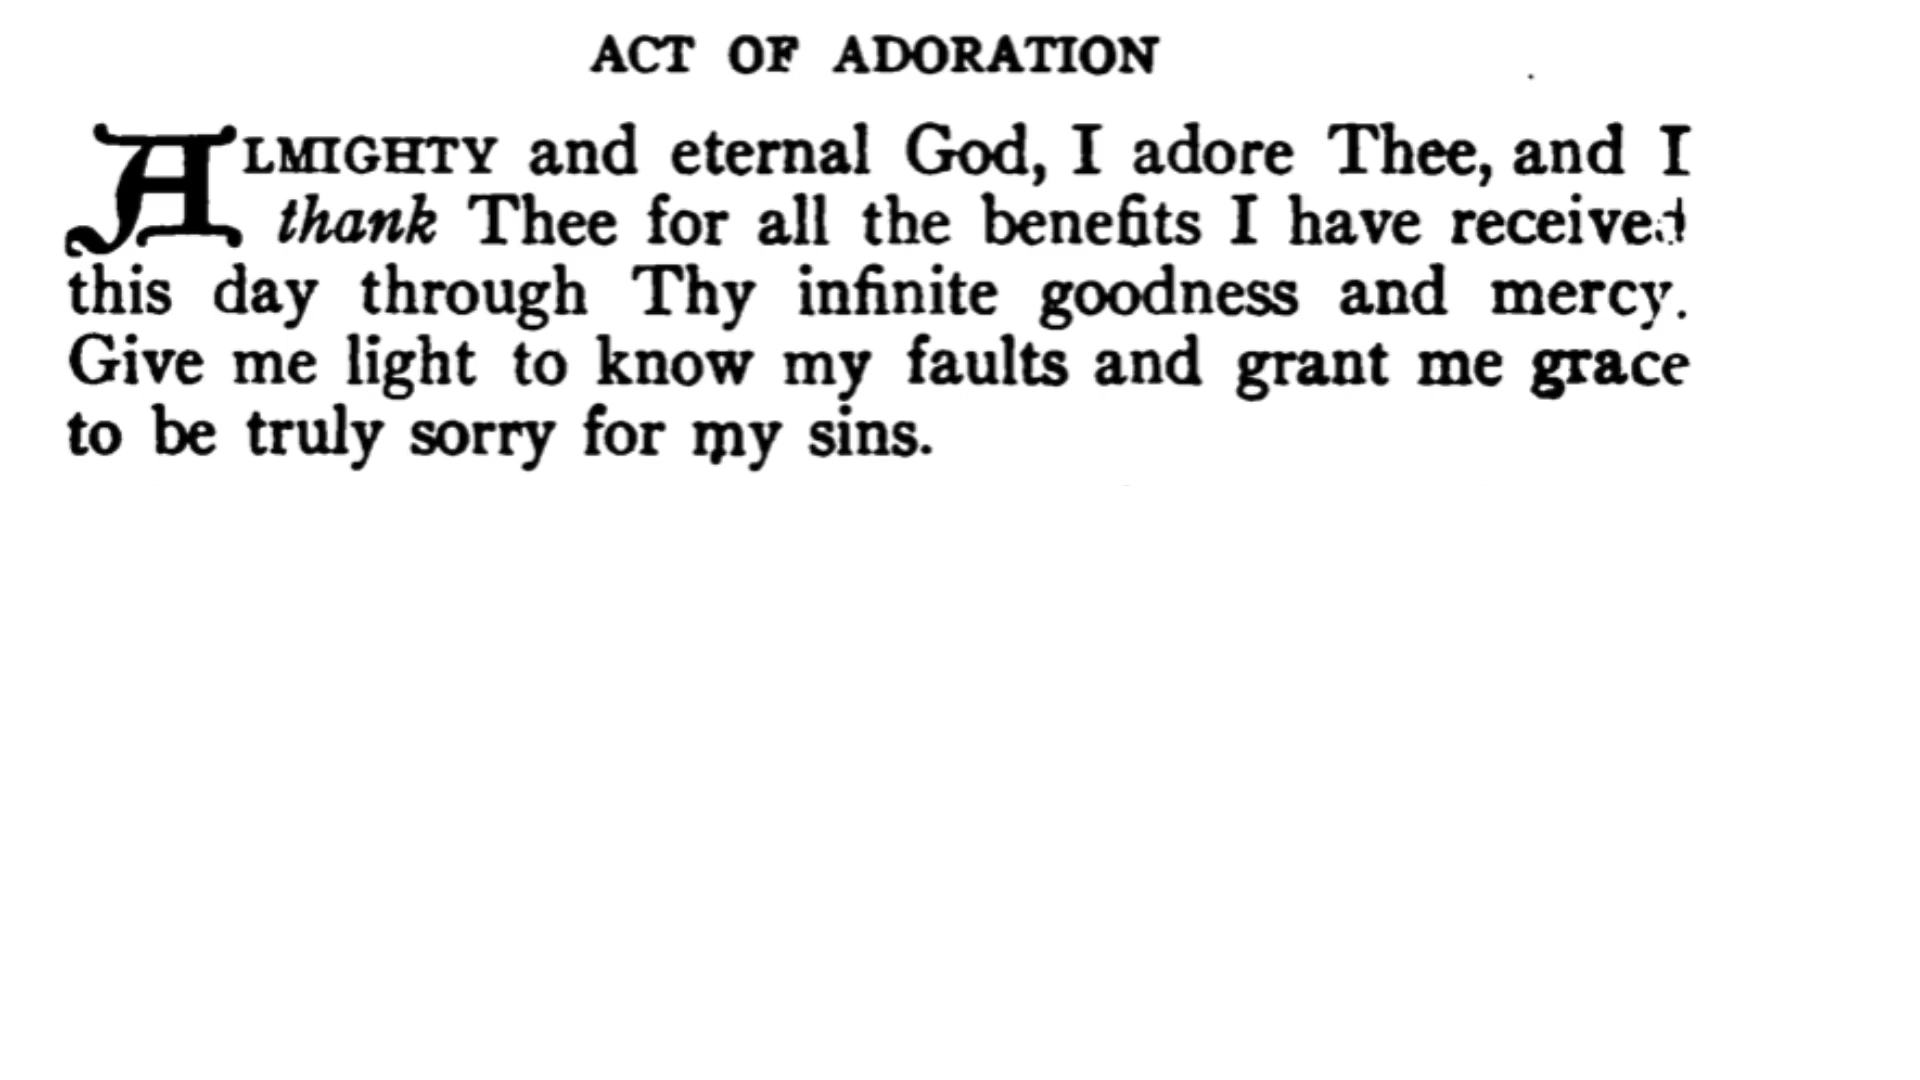 ACT OF ADORATION
ALMIGHTY and eternal God, I adore Thee, and I
thank Thee for all the benefits I have received
this day through Thy infinite goodness and mercy.
Give me light to know my faults and grant me grace
to be truly sorry for my sins.